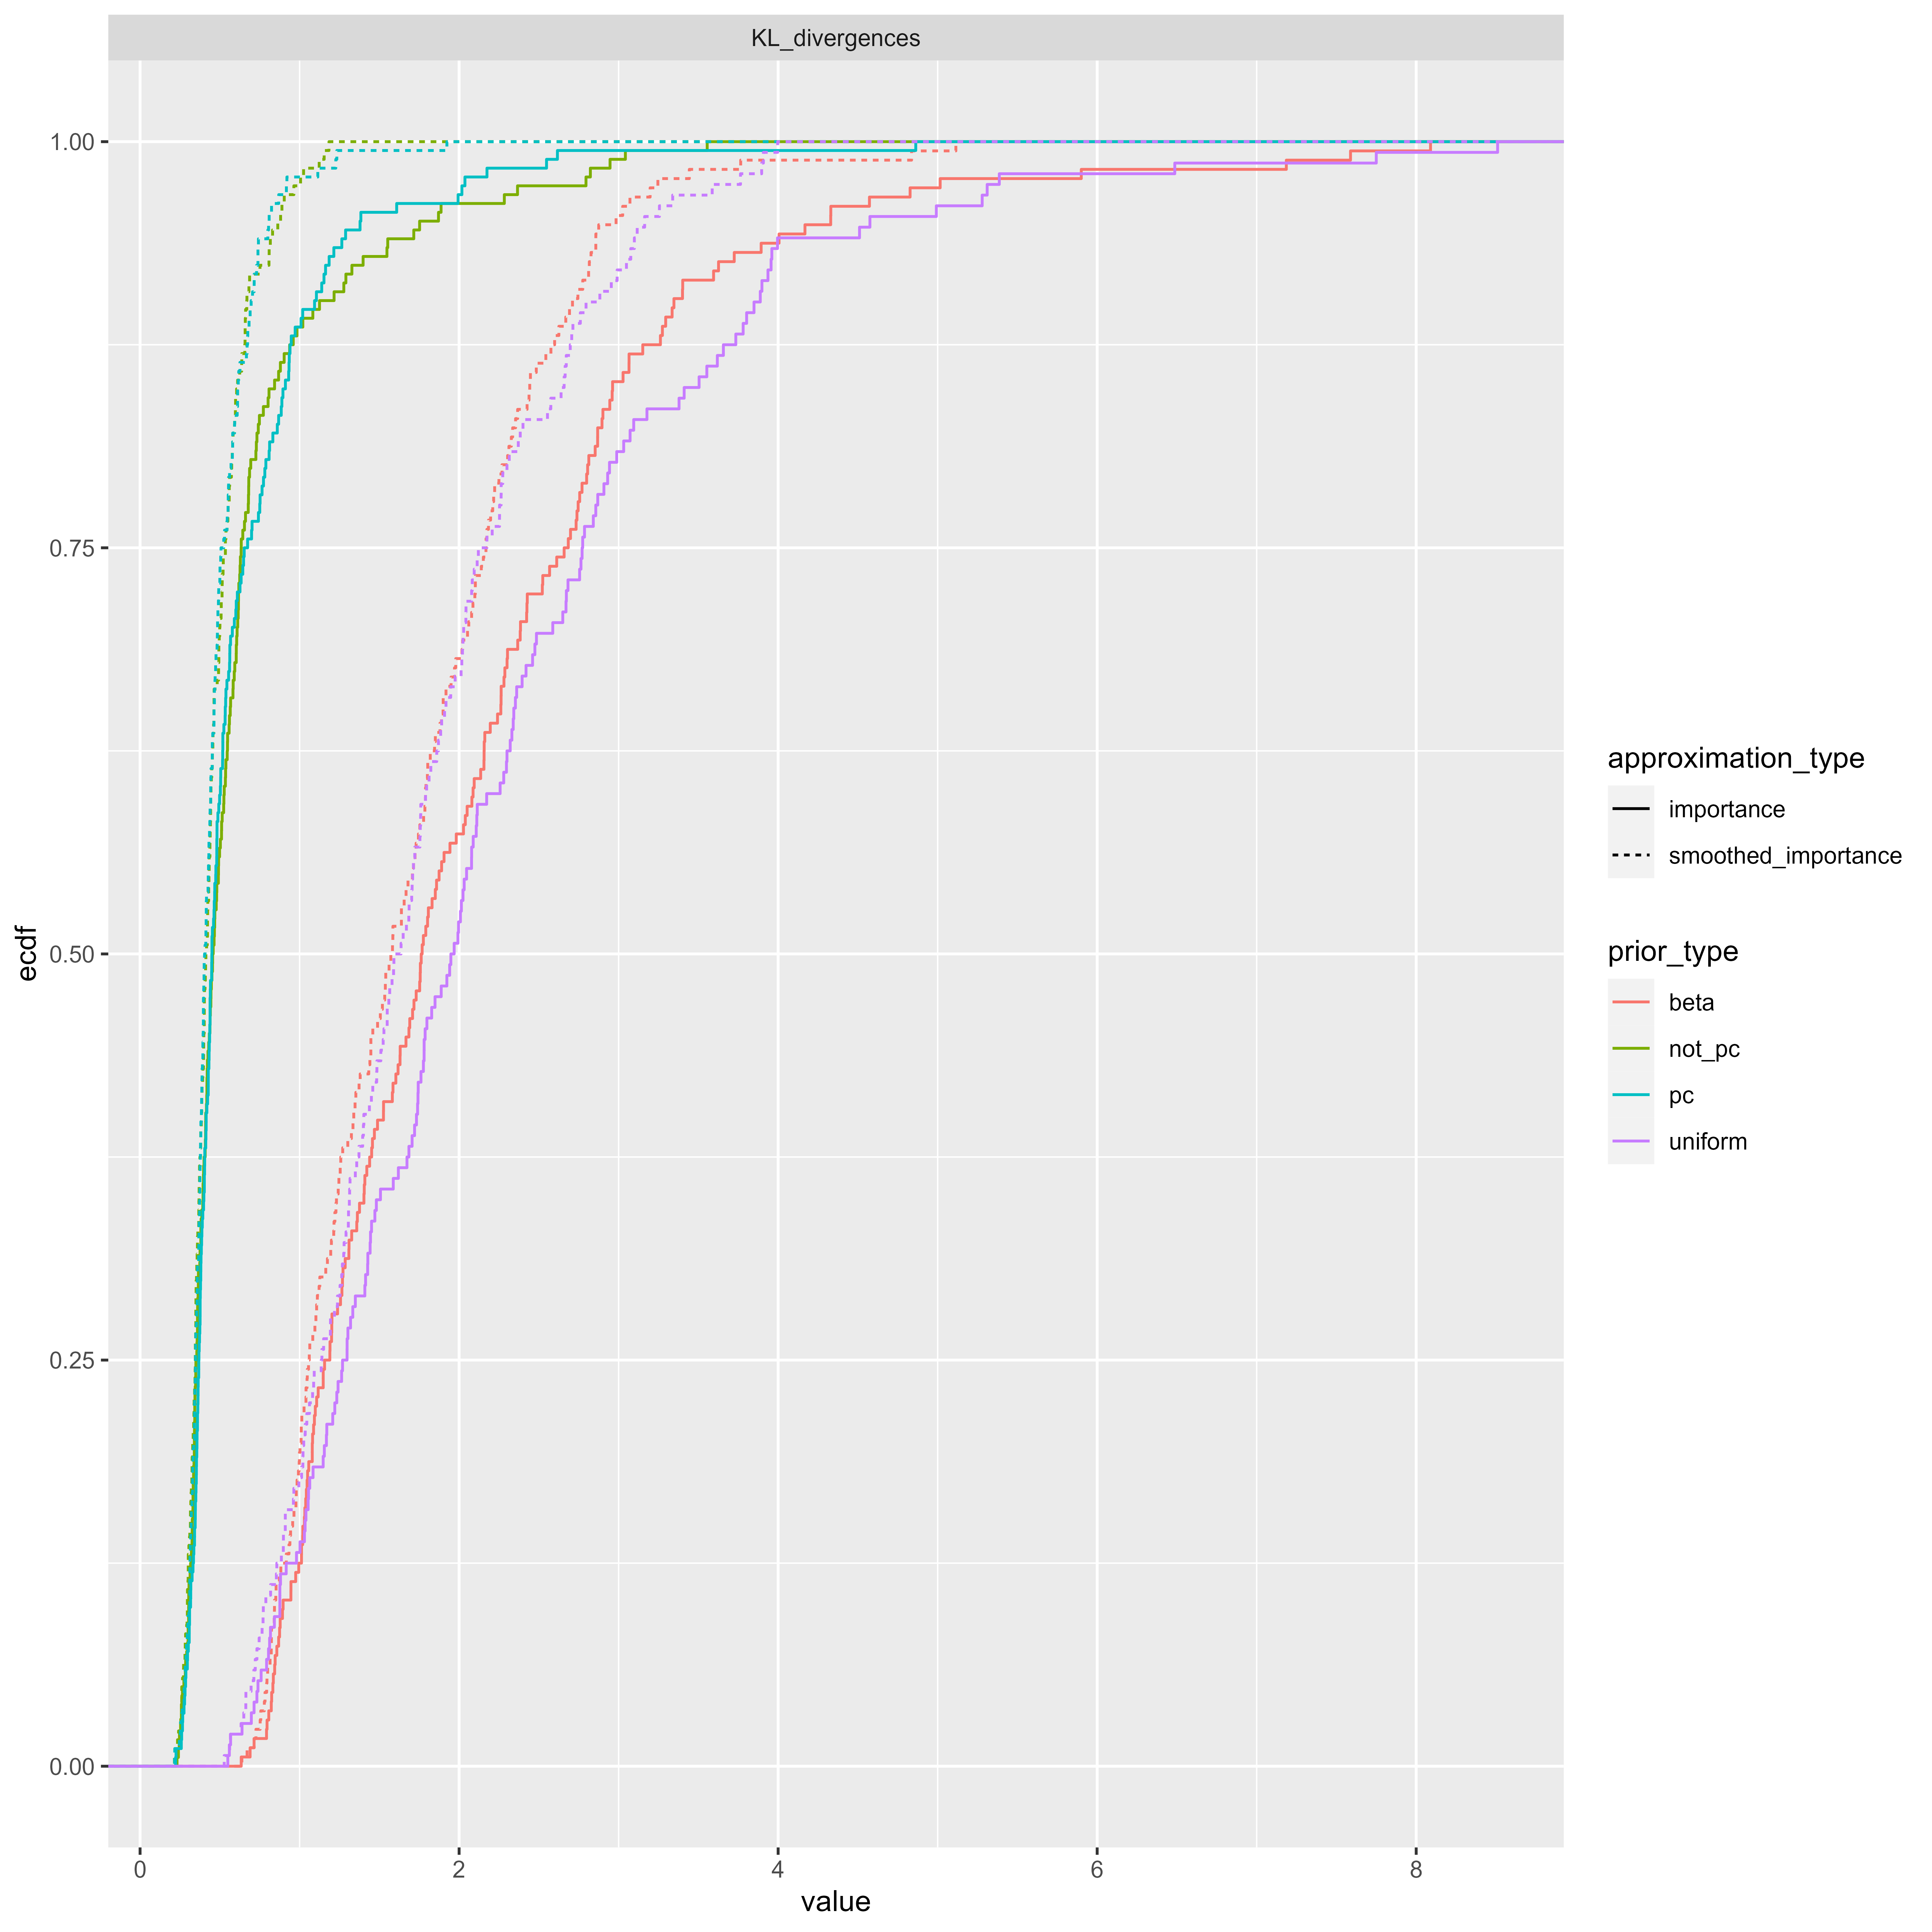 KL_divergences
1.00
0.75
0.50
0.25
0.00
ecdf
0 2 4 6 8
value
approximation_type
importance
smoothed_importance
prior_type
beta
not_pc
pc
uniform